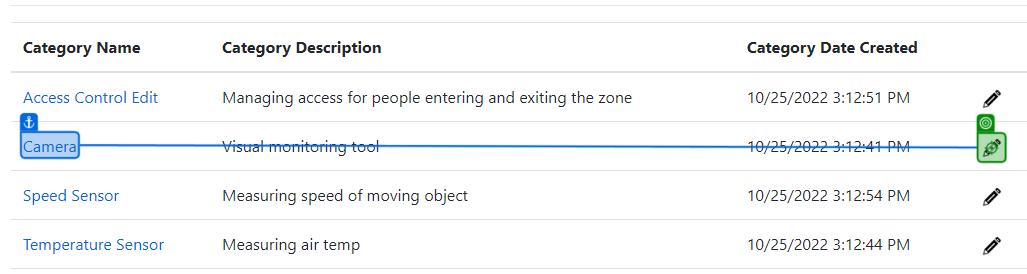 Category Name Category Description Category Date Created
Access Control Edit Managing access for people entering and exiting the zone 10/25/2022 3:12:51 PM
Camera Visual monitoring tool 10/25/2022 3:12:41 PM
Speed Sensor Measuring speed of moving object 10/25/2022 3:12:54 PM
Temperature Sensor Measuring air temp 10/25/2022 3:12:44 PM